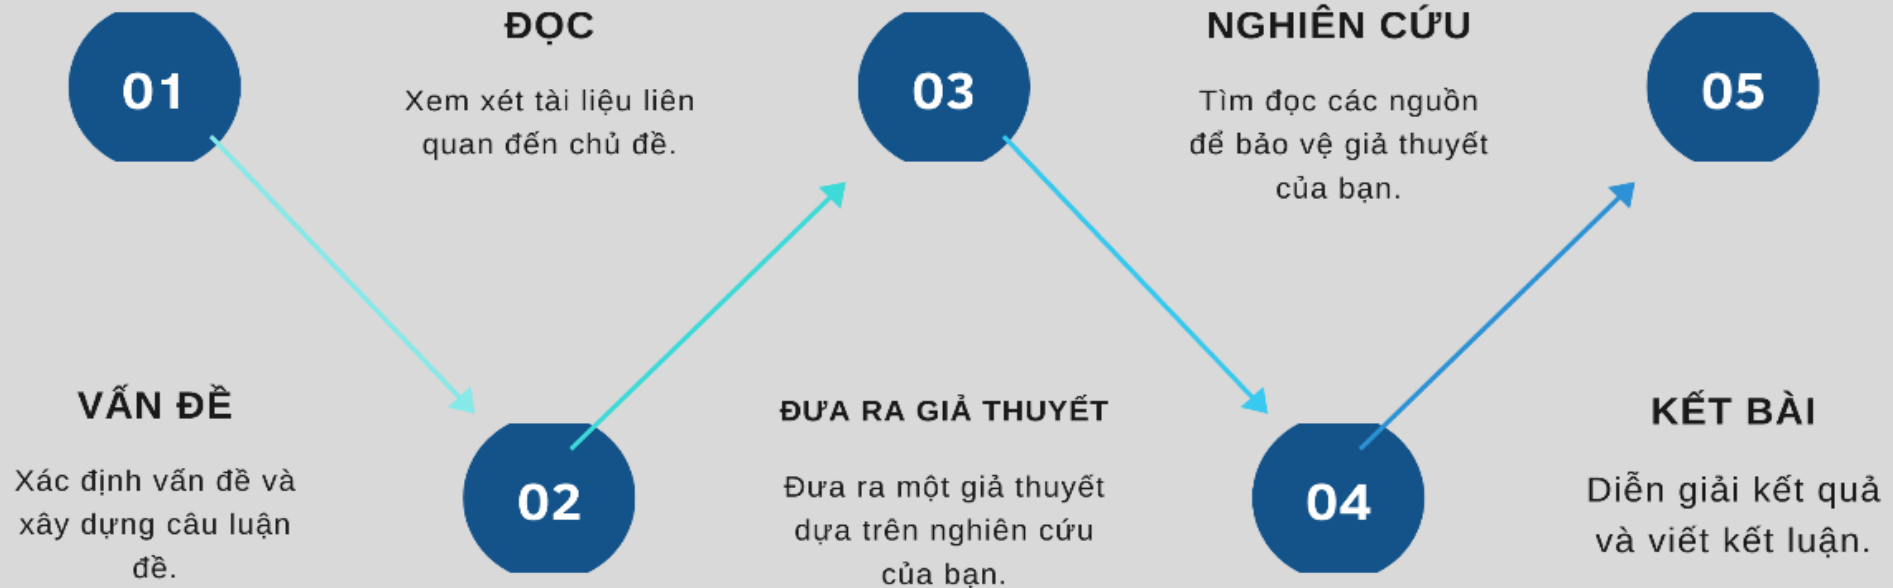 01
VẤN ĐỀ
Xác định vấn đề và
xây dựng câu luận
đề.
02
ĐỌC
Xem xét tài liệu liên
quan đến chủ đề.
03
ĐƯA RA GIẢ THUYẾT
Đưa ra một giả thuyết
dựa trên nghiên cứu
của bạn.
04
NGHIÊN CỨU
Tìm đọc các nguồn
để bảo vệ giả thuyết
của bạn.
05
KẾT BÀI
Diễn giải kết quả
và viết kết luận.